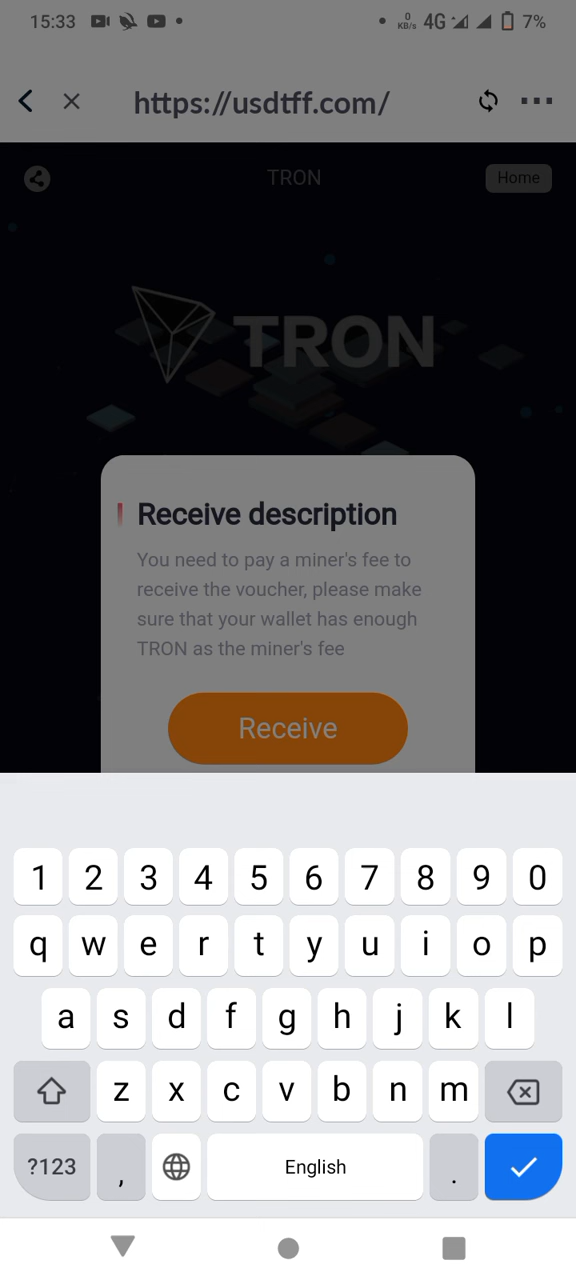 15:33 0 KB/s 4G 7%
https://usdtff.com/
TRON Home
TRON
Receive description
You need to pay a miner's fee to
receive the voucher, please make
sure that your wallet has enough
TRON as the miner's fee
Receive
1 2 3 4 5 6 7 8 9 0
q w e r t y u i o p
a s d f g h j k l
z x c v b n m
?123 , English .